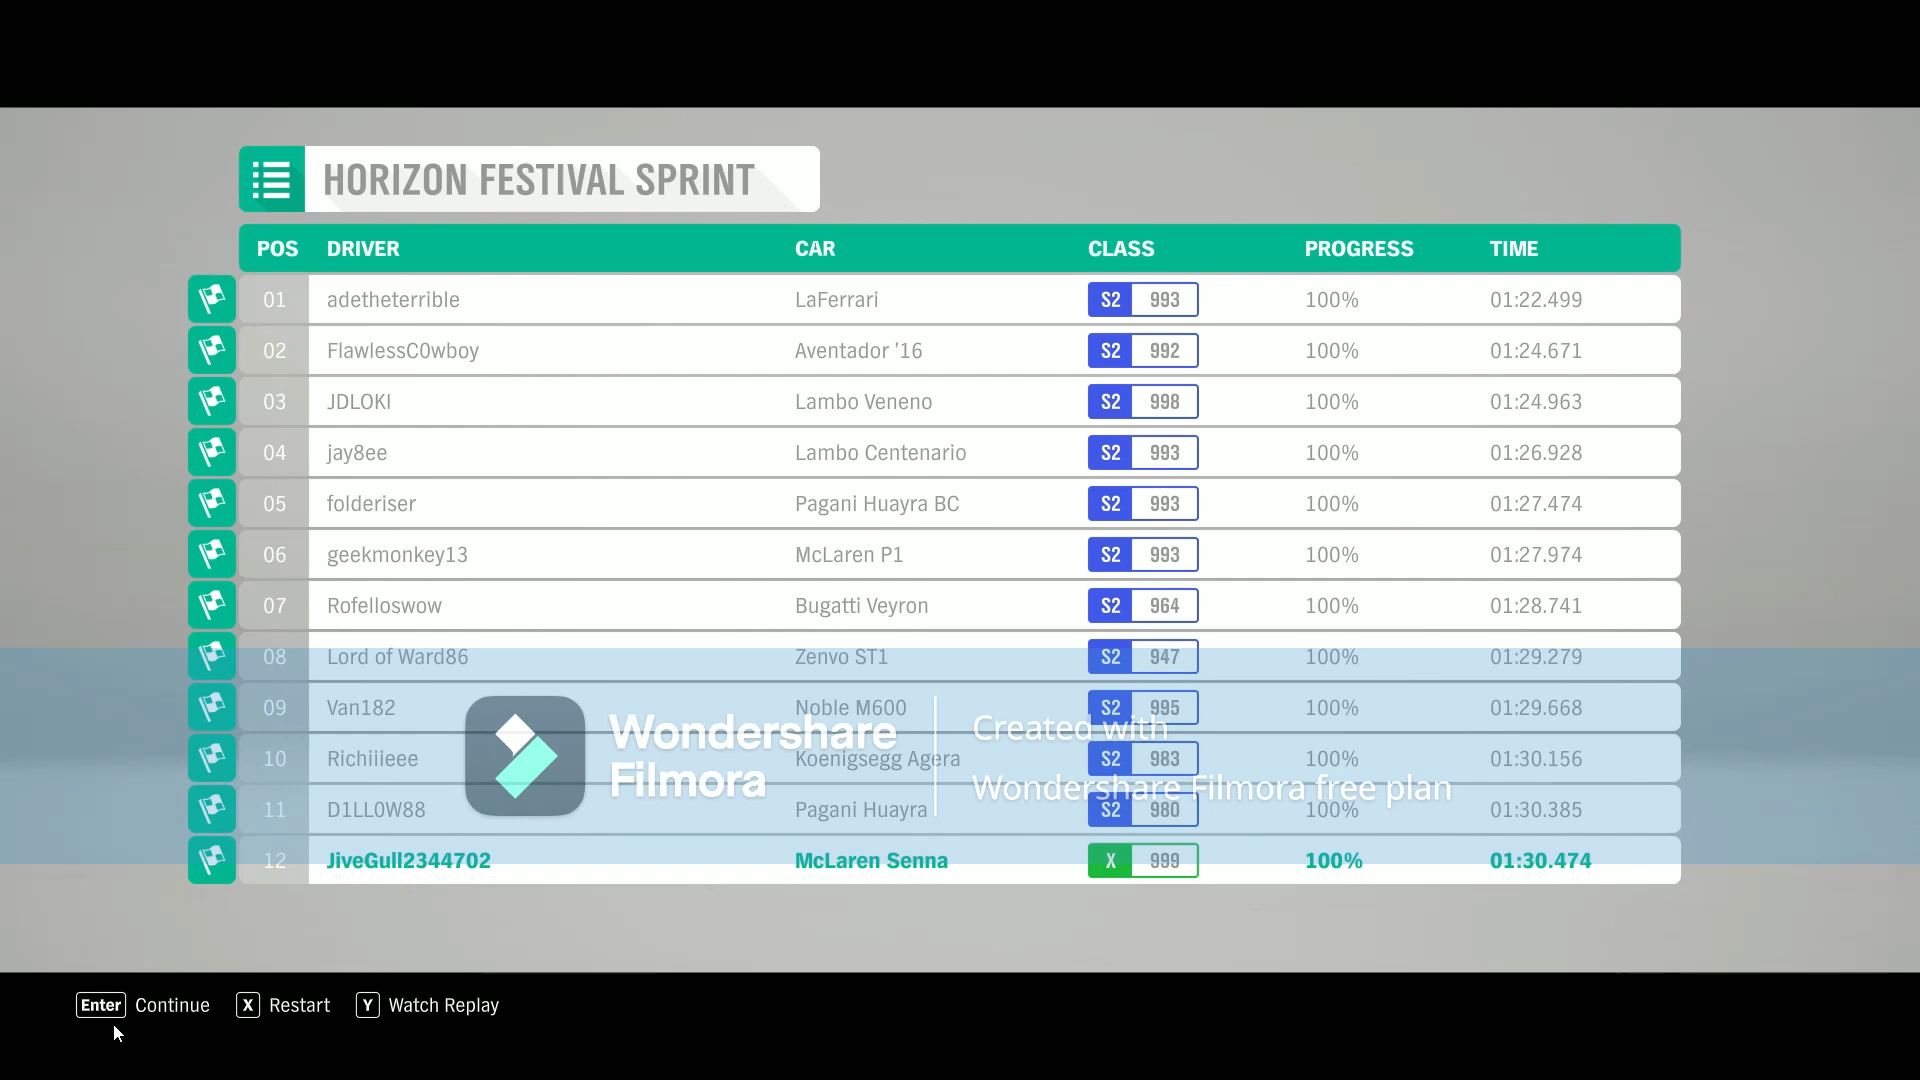 HORIZON FESTIVAL SPRINT
POS DRIVER CAR CLASS PROGRESS TIME
01 adetheterrible LaFerrari S2 993 100% 01:22.499
02 FlawlessC0wboy Aventador '16 S2 992 100% 01:24.671
03 JDLOKI Lambo Veneno S2 998 100% 01:24.963
04 jay8ee Lambo Centenario S2 993 100% 01:26.928
05 folderiser Pagani Huayra BC S2 993 100% 01:27.474
06 geekmonkey13 McLaren P1 S2 993 100% 01:27.974
07 Rofelloswow Bugatti Veyron S2 964 100% 01:28.741
08 Lord of Ward86 Zenvo ST1 S2 947 100% 01:29.279
09 Van182 Noble M600 S2 995 100% 01:29.668
10 Richiiieee Koenigsegg Agera S2 983 100% 01:30.156
11 D1LL0W88 Pagani Huayra S2 980 100% 01:30.385
12 JiveGull2344702 McLaren Senna X 999 100% 01:30.474
Wondershare
Filmora
Created with
Wondershare Filmora free plan
Enter Continue X Restart Y Watch Replay